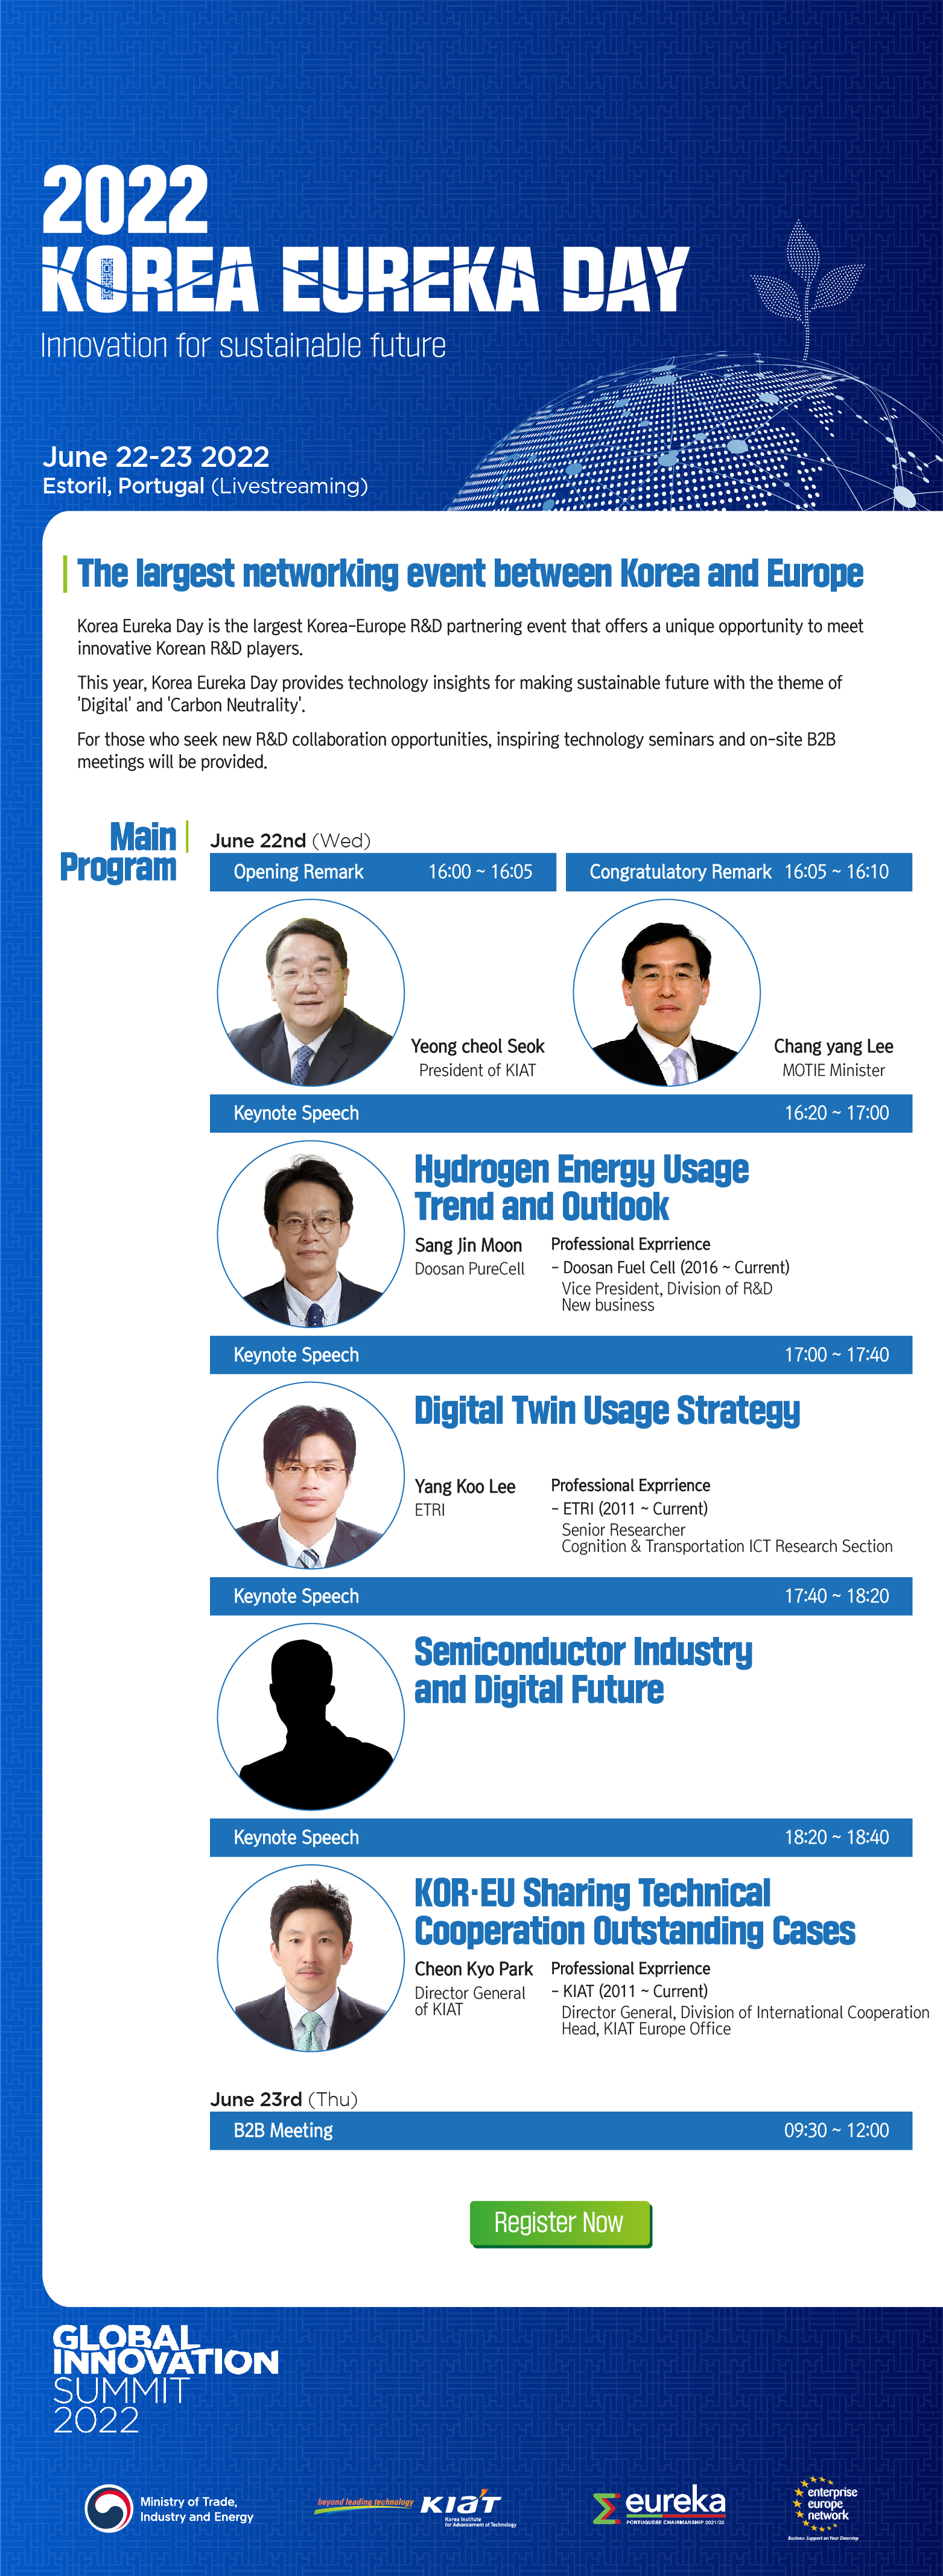 2022
KOREA EUREKA DAY
Innovation for sustainable future
June 22-23 2022
Estoril, Portugal (Livestreaming)
The largest networking event between Korea and Europe
Korea Eureka Day is the largest Korea-Europe R&D partnering event that offers a unique opportunity to meet
innovative Korean R&D players.
This year, Korea Eureka Day provides technology insights for making sustainable future with the theme of
'Digital' and 'Carbon Neutrality'.
For those who seek new R&D collaboration opportunities, inspiring technology seminars and on-site B2B
meetings will be provided.
Main
Program
June 22nd (Wed)
Opening Remark 16:00 ~ 16:05
Congratulatory Remark 16:05 ~ 16:10
Yeong cheol Seok
President of KIAT
Chang yang Lee
MOTIE Minister
Keynote Speech 16:20 ~ 17:00
Hydrogen Energy Usage
Trend and Outlook
Sang Jin Moon
Doosan PureCell
Professional Exprrience
- Doosan Fuel Cell (2016 ~ Current)
Vice President, Division of R&D
New business
Keynote Speech 17:00 ~ 17:40
Digital Twin Usage Strategy
Yang Koo Lee
ETRI
Professional Exprrience
- ETRI (2011 ~ Current)
Senior Researcher
Cognition & Transportation ICT Research Section
Keynote Speech 17:40 ~ 18:20
Semiconductor Industry
and Digital Future
Keynote Speech 18:20 ~ 18:40
KOR·EU Sharing Technical
Cooperation Outstanding Cases
Cheon Kyo Park
Director General
of KIAT
Professional Exprrience
- KIAT (2011 ~ Current)
Director General, Division of International Cooperation
Head, KIAT Europe Office
June 23rd (Thu)
B2B Meeting 09:30 ~ 12:00
Register Now
GLOBAL
INNOVATION
SUMMIT
2022
Ministry of Trade,
Industry and Energy
beyond leading technology
KIAT
Korea Institute
for Advancement of Technology
eureka
PORTUGUESE CHAIRMANSHIP 2021/22
enterprise
europe
network
Business Support on Your Doorstep